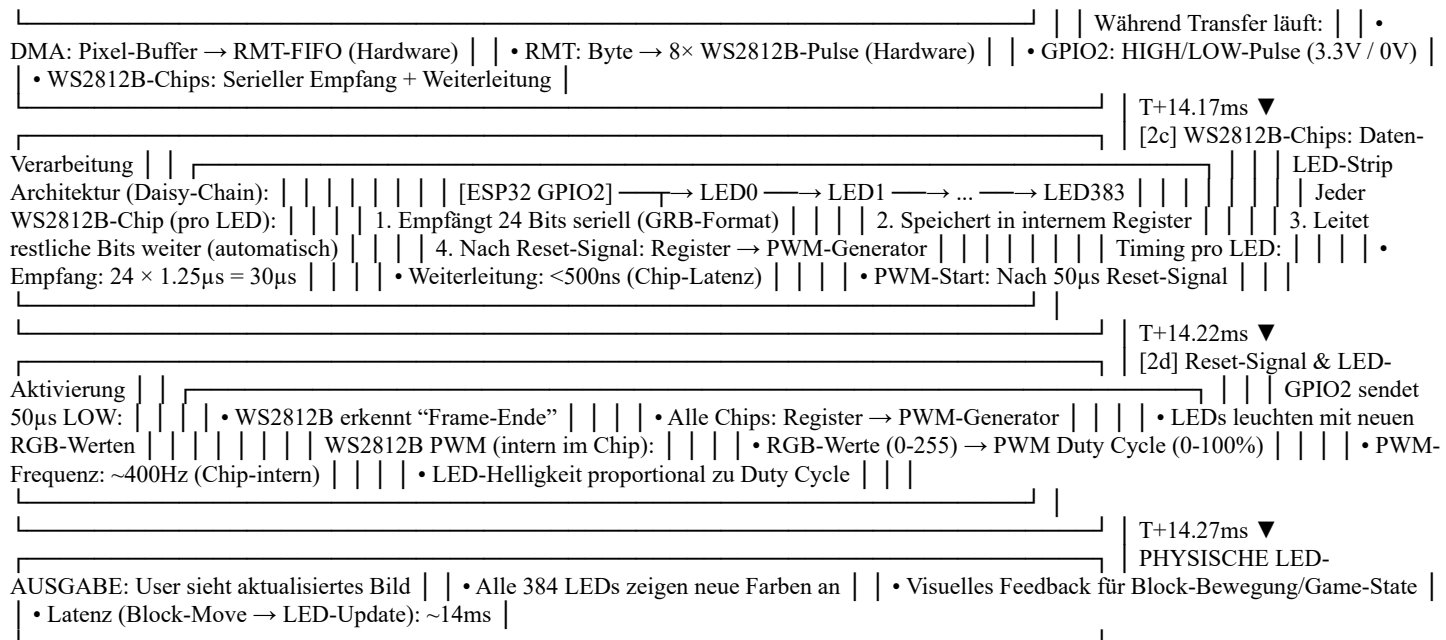 └──────────────────────────────────────────────────────┘ │ │ Während Transfer läuft: │ │ •
DMA: Pixel-Buffer → RMT-FIFO (Hardware) │ │ • RMT: Byte → 8× WS2812B-Pulse (Hardware) │ │ • GPIO2: HIGH/LOW-Pulse (3.3V / 0V) │
│ • WS2812B-Chips: Serieller Empfang + Weiterleitung │
└──────────────────────────────────────────────────────────┘ │ T+14.17ms ▼
┌──────────────────────────────────────────────────────────┐ │ [2c] WS2812B-Chips: Daten-
Verarbeitung │ │ ┌──────────────────────────────────────────────────────┐ │ │ │ LED-Strip
Architektur (Daisy-Chain): │ │ │ │ │ │ │ │ [ESP32 GPIO2] ──┬→ LED0 ──→ LED1 ──→ ... ──→ LED383 │ │ │ │ │ │ │ │ Jeder
WS2812B-Chip (pro LED): │ │ │ │ 1. Empfängt 24 Bits seriell (GRB-Format) │ │ │ │ 2. Speichert in internem Register │ │ │ │ 3. Leitet
restliche Bits weiter (automatisch) │ │ │ │ 4. Nach Reset-Signal: Register → PWM-Generator │ │ │ │ │ │ │ │ Timing pro LED: │ │ │ │ •
Empfang: 24 × 1.25µs = 30µs │ │ │ │ • Weiterleitung: <500ns (Chip-Latenz) │ │ │ │ • PWM-Start: Nach 50µs Reset-Signal │ │ │
└──────────────────────────────────────────────────────┘ │
└──────────────────────────────────────────────────────────┘ │ T+14.22ms ▼
┌──────────────────────────────────────────────────────────┐ │ [2d] Reset-Signal & LED-
Aktivierung │ │ ┌──────────────────────────────────────────────────────┐ │ │ │ GPIO2 sendet
50µs LOW: │ │ │ │ • WS2812B erkennt “Frame-Ende” │ │ │ │ • Alle Chips: Register → PWM-Generator │ │ │ │ • LEDs leuchten mit neuen
RGB-Werten │ │ │ │ │ │ │ │ WS2812B PWM (intern im Chip): │ │ │ │ • RGB-Werte (0-255) → PWM Duty Cycle (0-100%) │ │ │ │ • PWM-
Frequenz: ~400Hz (Chip-intern) │ │ │ │ • LED-Helligkeit proportional zu Duty Cycle │ │ │
└──────────────────────────────────────────────────────┘ │
└──────────────────────────────────────────────────────────┘ │ T+14.27ms ▼
┌──────────────────────────────────────────────────────────┐ │ PHYSISCHE LED-
AUSGABE: User sieht aktualisiertes Bild │ │ • Alle 384 LEDs zeigen neue Farben an │ │ • Visuelles Feedback für Block-Bewegung/Game-State │
│ • Latenz (Block-Move → LED-Update): ~14ms │